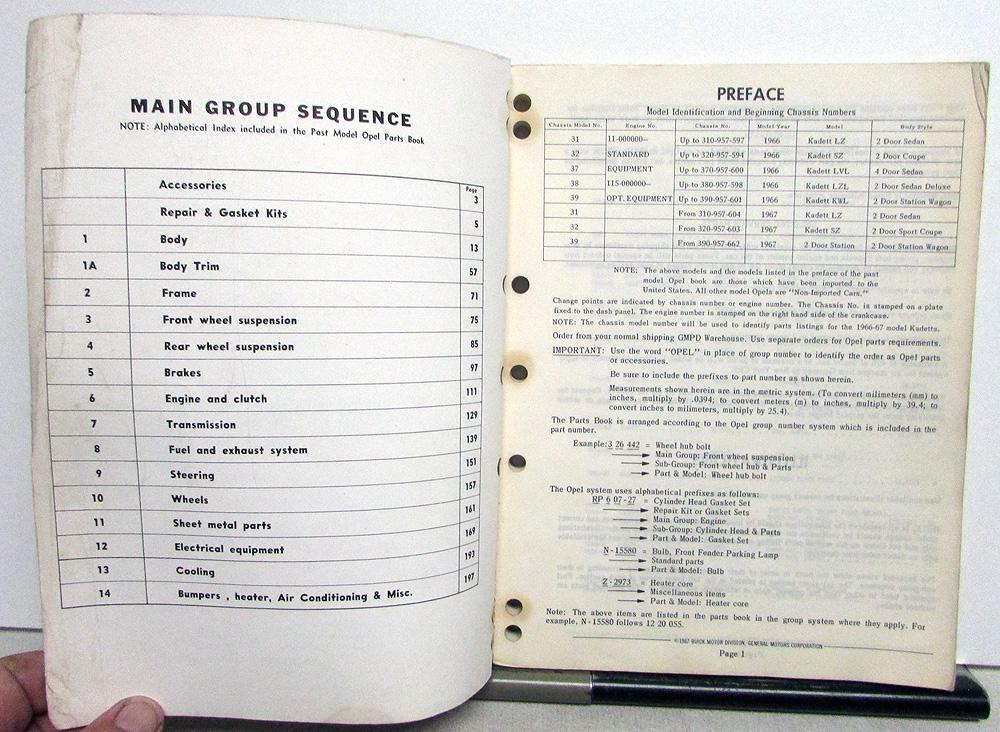 MAIN GROUP SEQUENCE
NOTE: Alphabetical Index included in the Past Model Opel Parts Book
Page
Accessories 3
Repair & Gasket Kits 5
1 Body 13
1A Body Trim 57
2 Frame 71
3 Front wheel suspension 75
4 Rear wheel suspension 85
5 Brakes 97
6 Engine and clutch 111
7 Transmission 129
8 Fuel and exhaust system 139
9 Steering 151
10 Wheels 157
11 Sheet metal parts 161
12 Electrical equipment 169
13 Cooling 193
14 Bumpers , heater, Air Conditioning & Misc. 197
PREFACE
Model Identification and Beginning Chassis Numbers
Chassis Model No. Engine No. Chassis No. Model Year Model Body Style
31 11-000000- Up to 310-957-597 1966 Kadett LZ 2 Door Sedan
32 STANDARD Up to 320-957-594 1966 Kadett SZ 2 Door Coupe
37 EQUIPMENT Up to 370-957-600 1966 Kadett LVL 4 Door Sedan
38 115-000000- Up to 380-957-598 1966 Kadett LZL 2 Door Sedan Deluxe
39 OPT. EQUIPMENT Up to 390-957-601 1966 Kadett KWL 2 Door Station Wagon
31 From 310-957-604 1967 Kadett LZ 2 Door Sedan
32 From 320-957-603 1967 Kadett SZ 2 Door Sport Coupe
39 From 390-957-662 1967 2 Door Station 2 Door Station Wagon
NOTE: The above models and the models listed in the preface of the past
model Opel book are those which have been imported to the
United States. All other model Opels are "Non-Imported Cars."
Change points are indicated by chassis number or engine number. The Chassis No. is stamped on a plate
fixed to the dash panel. The engine number is stamped on the right hand side of the crankcase.
NOTE: The chassis model number will be used to identify parts listings for the 1966-67 model Kadetts.
Order from your normal shipping GMPD Warehouse. Use separate orders for Opel parts requirements.
IMPORTANT: Use the word "OPEL" in place of group number to identify the order as Opel parts
or accessories.
Be sure to include the prefixes to part number as shown herein.
Measurements shown herein are in the metric system. (To convert milimeters (mm) to
inches, multiply by .0394; to convert meters (m) to inches, multiply by 39.4; to
convert inches to milimeters, multiply by 25.4).
The Parts Book is arranged according to the Opel group number system which is included in the
part number.
Example: 3 26 442 = Wheel hub bolt
Main Group: Front wheel suspension
Sub-Group: Front wheel hub & Parts
Part & Model: Wheel hub bolt
The Opel system uses alphabetical prefixes as follows:
RP 6 07-27 = Cylinder Head Gasket Set
Repair Kit or Gasket Sets
Main Group: Engine
Sub-Group: Cylinder Head & Parts
Part & Model: Gasket Set
N-15580 = Bulb, Front Fender Parking Lamp
Standard parts
Part & Model: Bulb
Z-2973 = Heater core
Miscellaneous items
Part & Model: Heater core
Note: The above items are listed in the parts book in the group system where they apply. For
example, N-15580 follows 12 20 055.
© 1967 BUICK MOTOR DIVISION, GENERAL MOTORS CORPORATION
Page 1